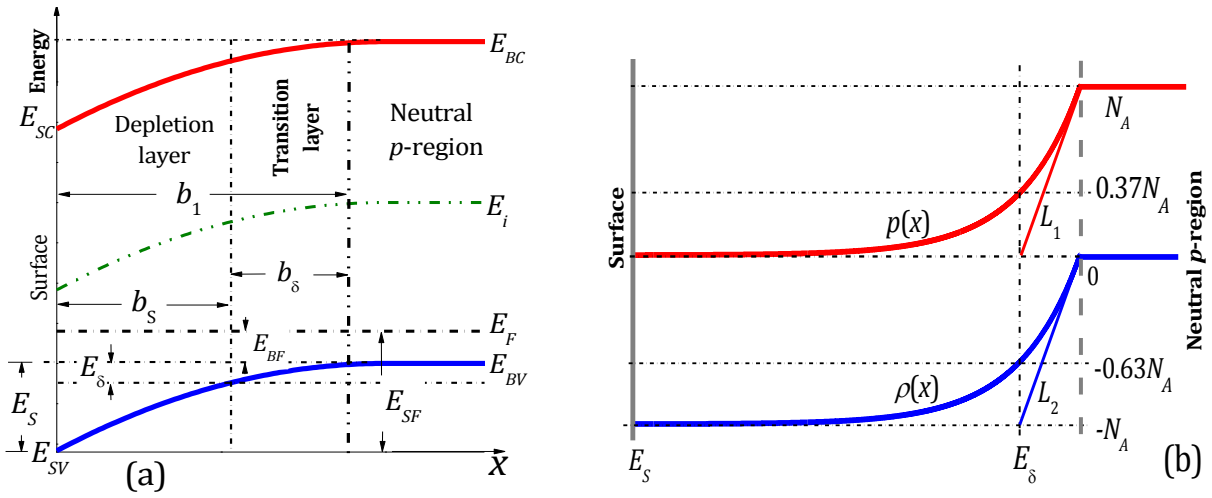 Energy
E_BC
E_SC
Depletion
layer
Transition
layer
Neutral
p-region
b_1
E_i
Surface
b_S
b_δ
E_F
E_BF
E_δ
E_BV
E_S
E_SF
E_SV
x
(a)
Surface
N_A
0.37N_A
p(x)
L_1
0
Neutral p-region
-0.63N_A
ρ(x)
L_2
-N_A
E_S
E_δ
(b)